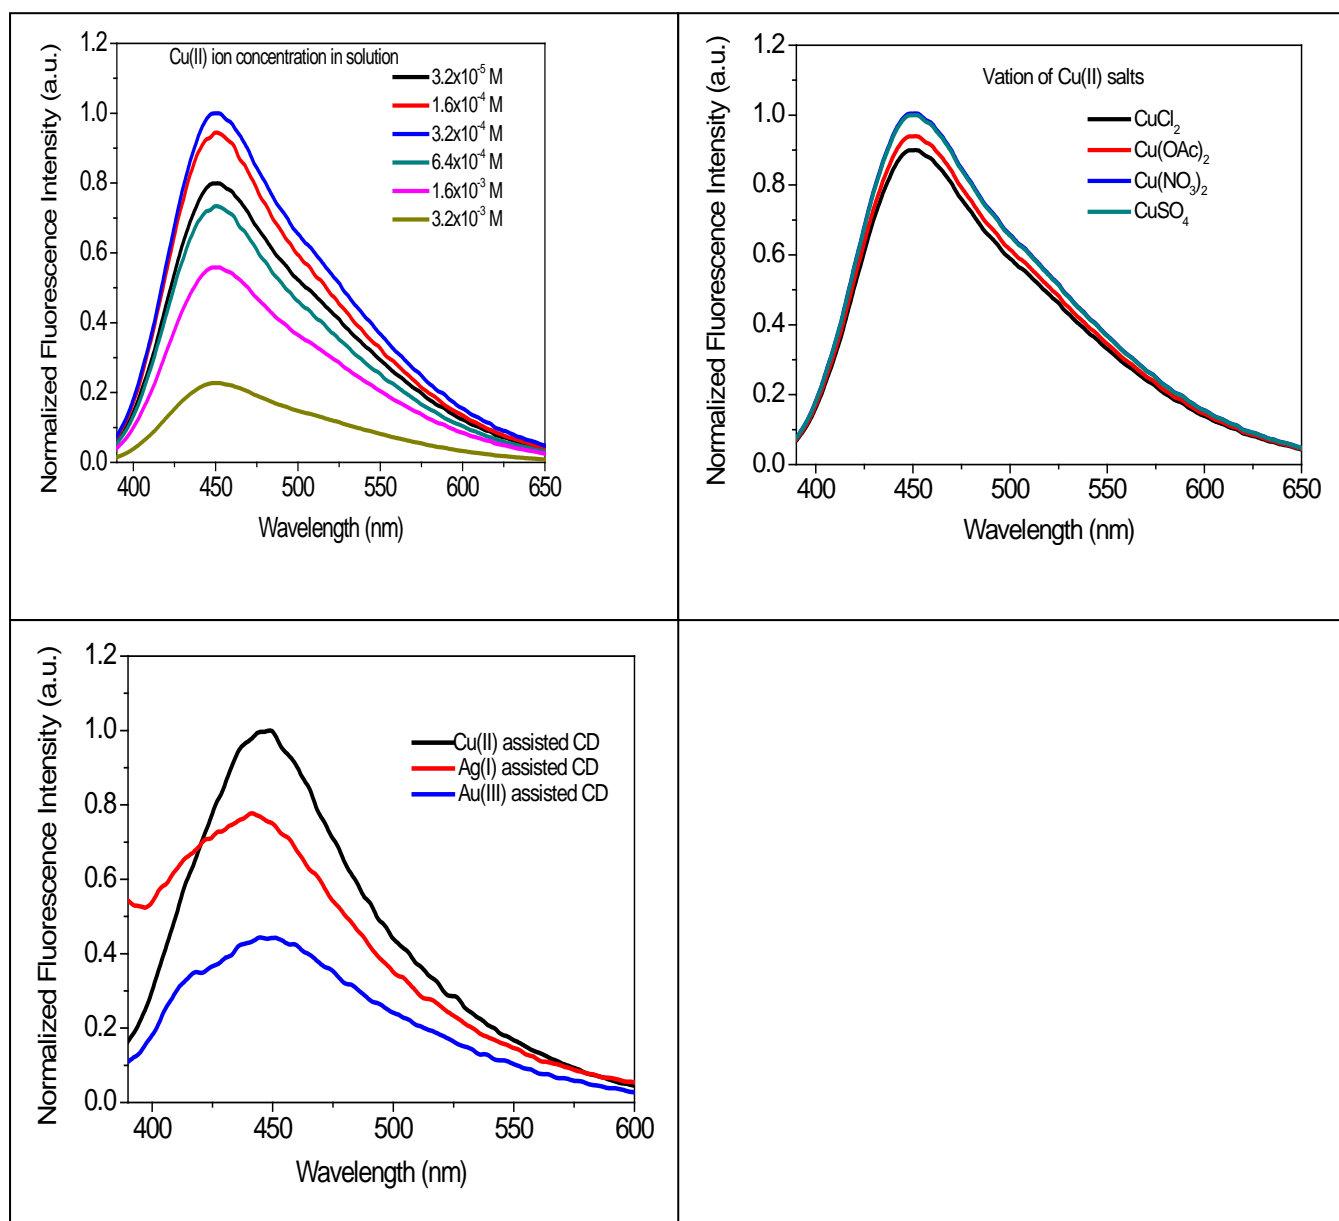 Cu(II) ion concentration in solution
3.2x10⁻⁵ M
1.6x10⁻⁴ M
3.2x10⁻⁴ M
6.4x10⁻⁴ M
1.6x10⁻³ M
3.2x10⁻³ M
Normalized Fluorescence Intensity (a.u.)
1.2
1.0
0.8
0.6
0.4
0.2
0.0
400 450 500 550 600 650
Wavelength (nm)
Vation of Cu(II) salts
CuCl₂
Cu(OAc)₂
Cu(NO₃)₂
CuSO₄
Normalized Fluorescence Intensity (a.u.)
1.2
1.0
0.8
0.6
0.4
0.2
0.0
400 450 500 550 600 650
Wavelength (nm)
Cu(II) assisted CD
Ag(I) assisted CD
Au(III) assisted CD
Normalized Fluorescence Intensity (a.u.)
1.2
1.0
0.8
0.6
0.4
0.2
0.0
400 450 500 550 600
Wavelength (nm)